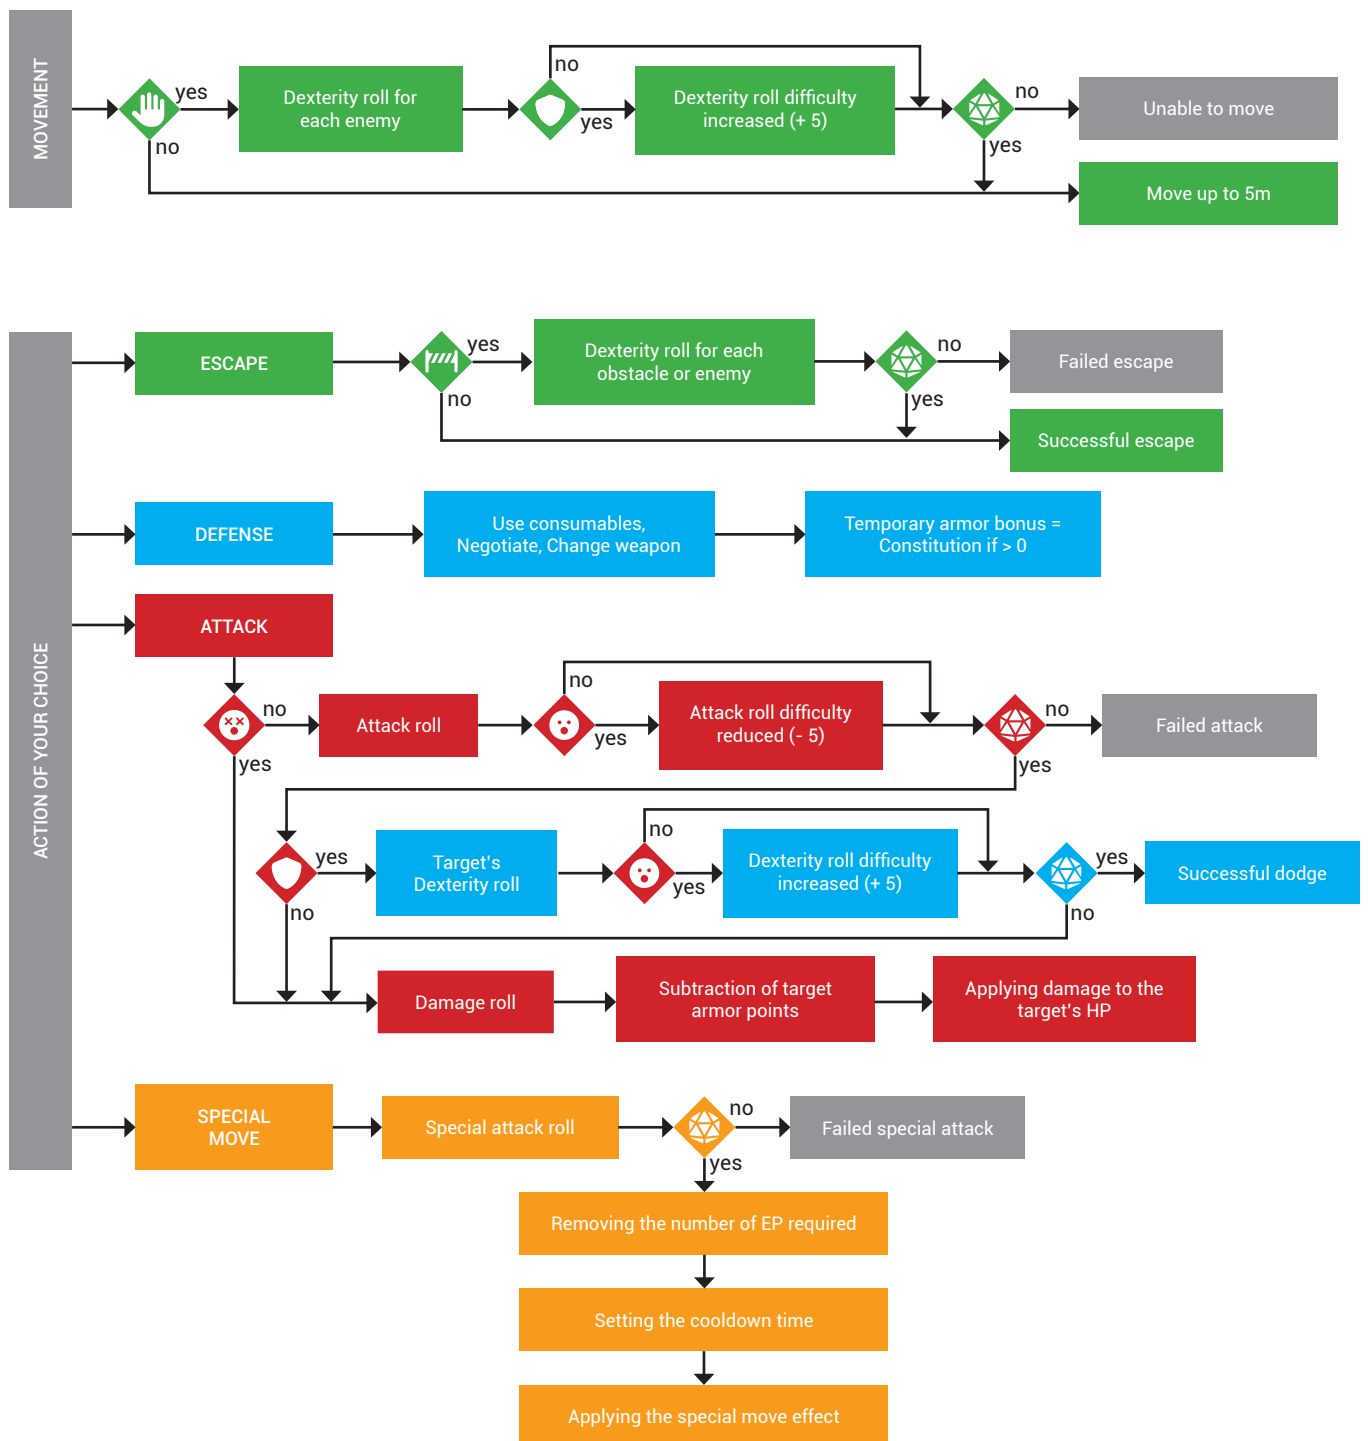 MOVEMENT
yes
no
Dexterity roll for
each enemy
no
yes
Dexterity roll difficulty
increased (+ 5)
no
yes
Unable to move
Move up to 5m
ACTION OF YOUR CHOICE
ESCAPE
yes
no
Dexterity roll for each
obstacle or enemy
no
yes
Failed escape
Successful escape
DEFENSE
Use consumables,
Negotiate, Change weapon
Temporary armor bonus =
Constitution if > 0
ATTACK
no
yes
Attack roll
no
yes
Attack roll difficulty
reduced (- 5)
no
yes
Failed attack
yes
no
Target's
Dexterity roll
no
yes
Dexterity roll difficulty
increased (+ 5)
yes
no
Successful dodge
Damage roll
Subtraction of target
armor points
Applying damage to the
target's HP
SPECIAL
MOVE
Special attack roll
no
yes
Failed special attack
Removing the number of EP required
Setting the cooldown time
Applying the special move effect